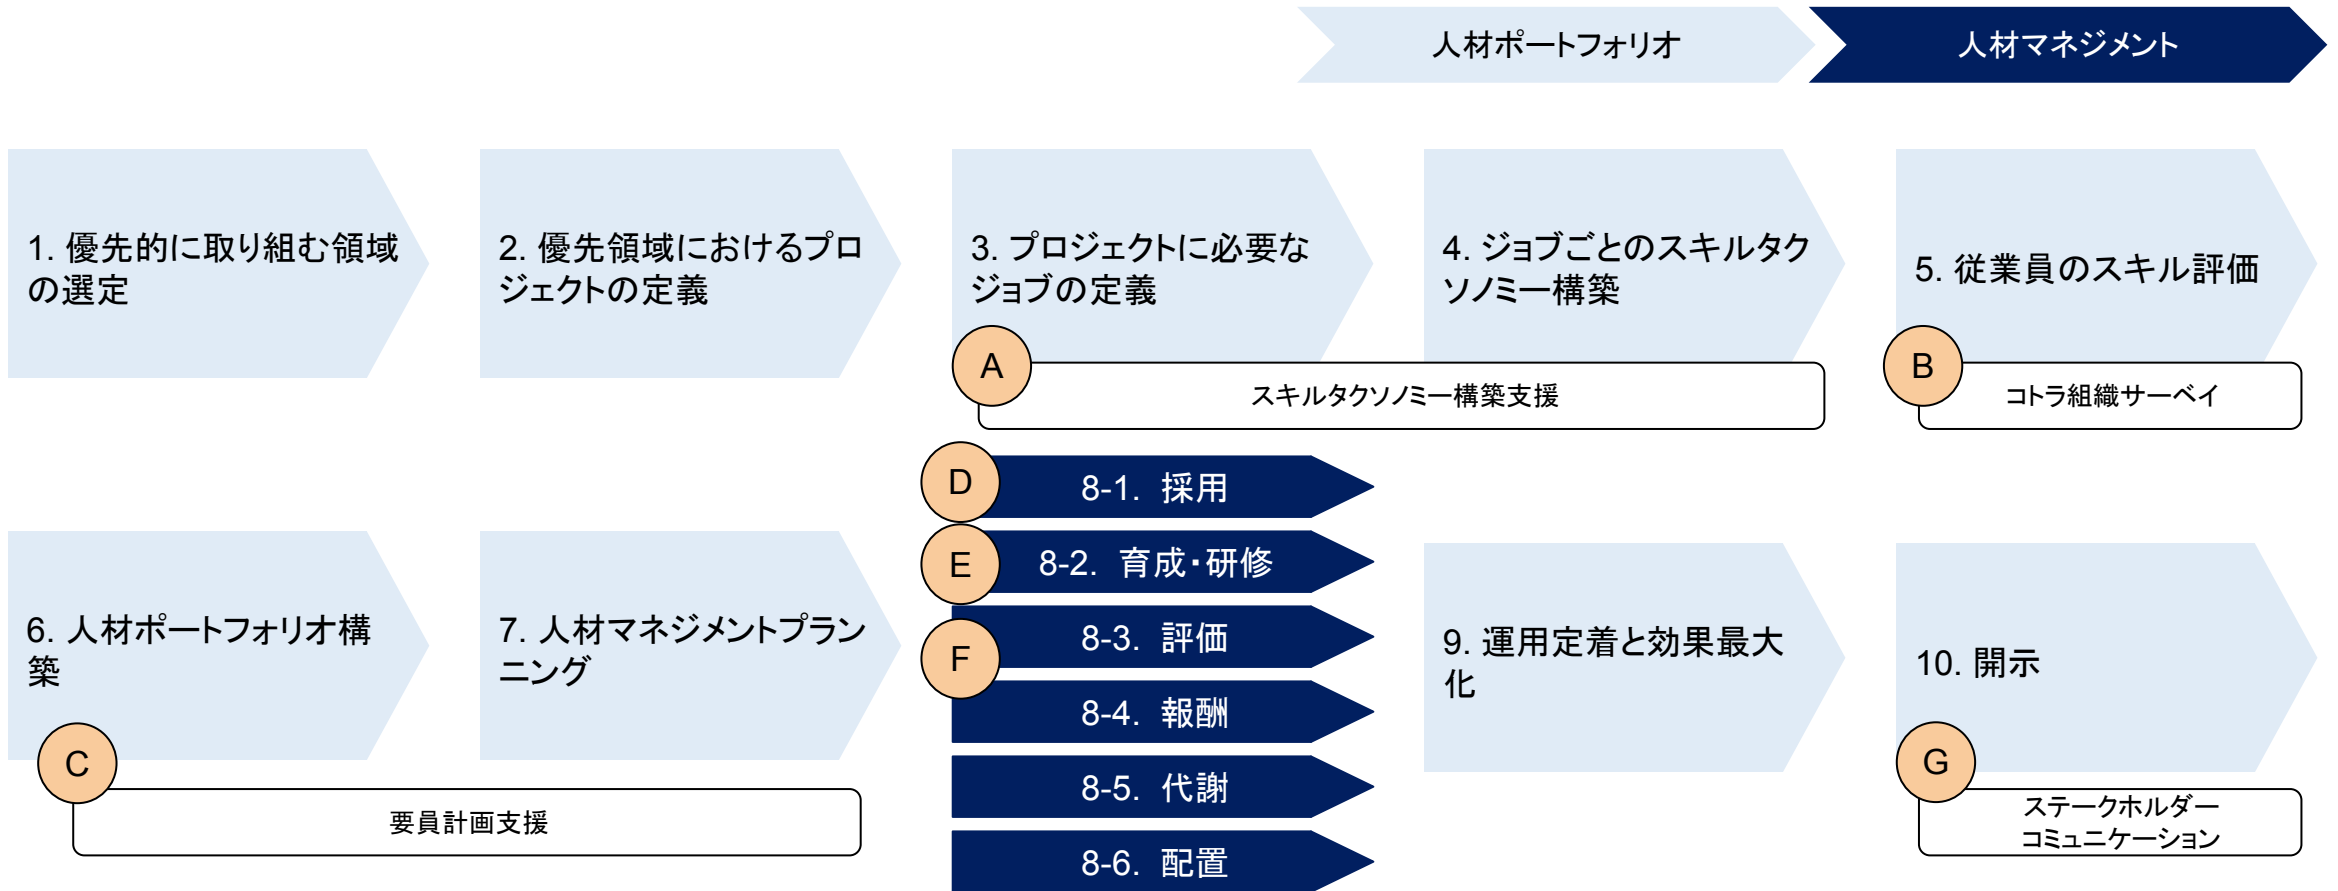 人材ポートフォリオ
人材マネジメント
1. 優先的に取り組む領域
の選定
2. 優先領域におけるプロ
ジェクトの定義
3. プロジェクトに必要な
ジョブの定義
4. ジョブごとのスキルタク
ソノミー構築
5. 従業員のスキル評価
A
スキルタクソノミー構築支援
B
コトラ組織サーベイ
6. 人材ポートフォリオ構
築
7. 人材マネジメントプラン
ニング
C
要員計画支援
D
8-1. 採用
E
8-2. 育成・研修
F
8-3. 評価
8-4. 報酬
8-5. 代謝
8-6. 配置
9. 運用定着と効果最大
化
10. 開示
G
ステークホルダー
コミュニケーション